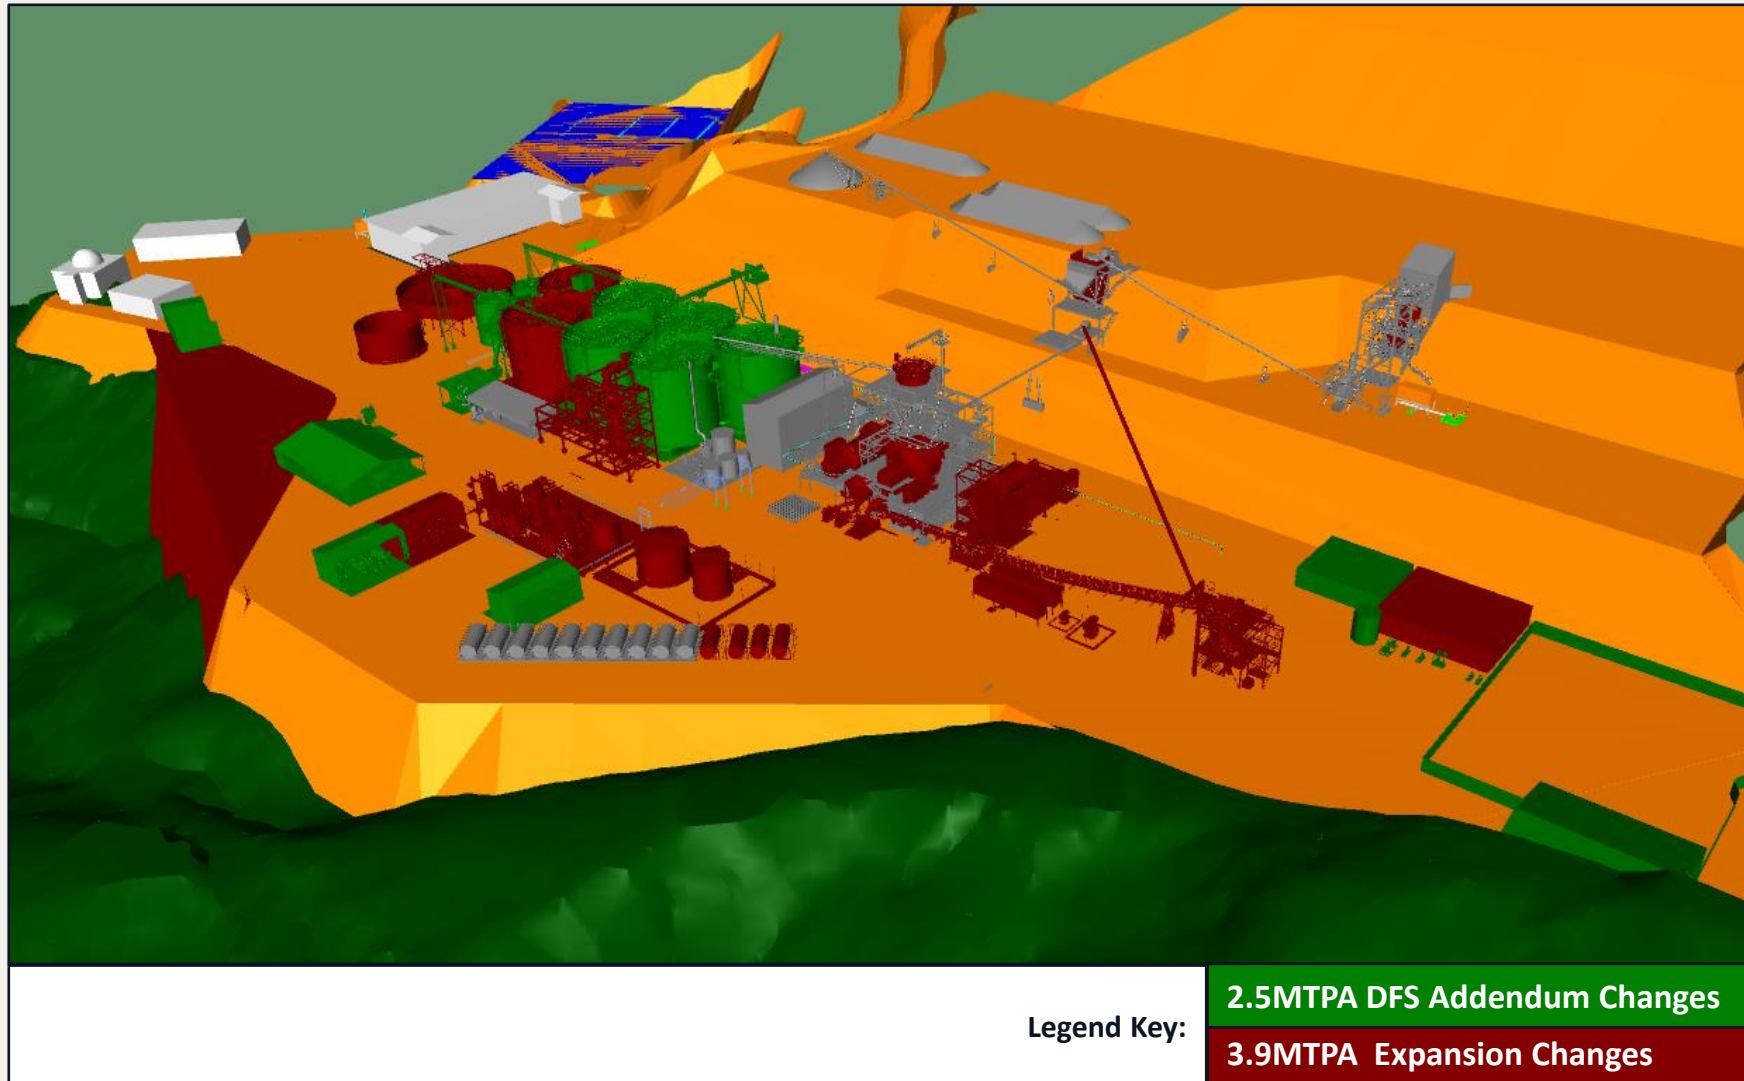 Legend Key:
2.5MTPA DFS Addendum Changes
3.9MTPA  Expansion Changes